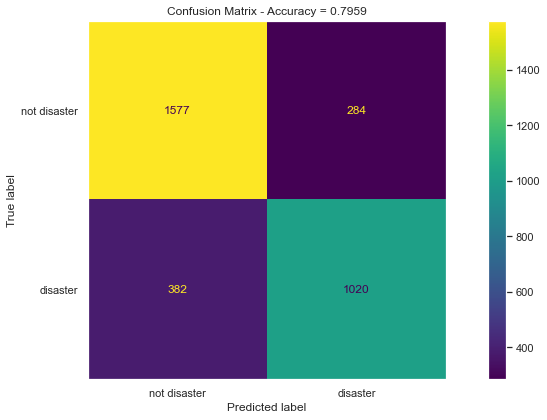 Confusion Matrix - Accuracy = 0.7959
not disaster
1577
284
disaster
382
1020
True label
not disaster
disaster
Predicted label
1400
1200
1000
800
600
400